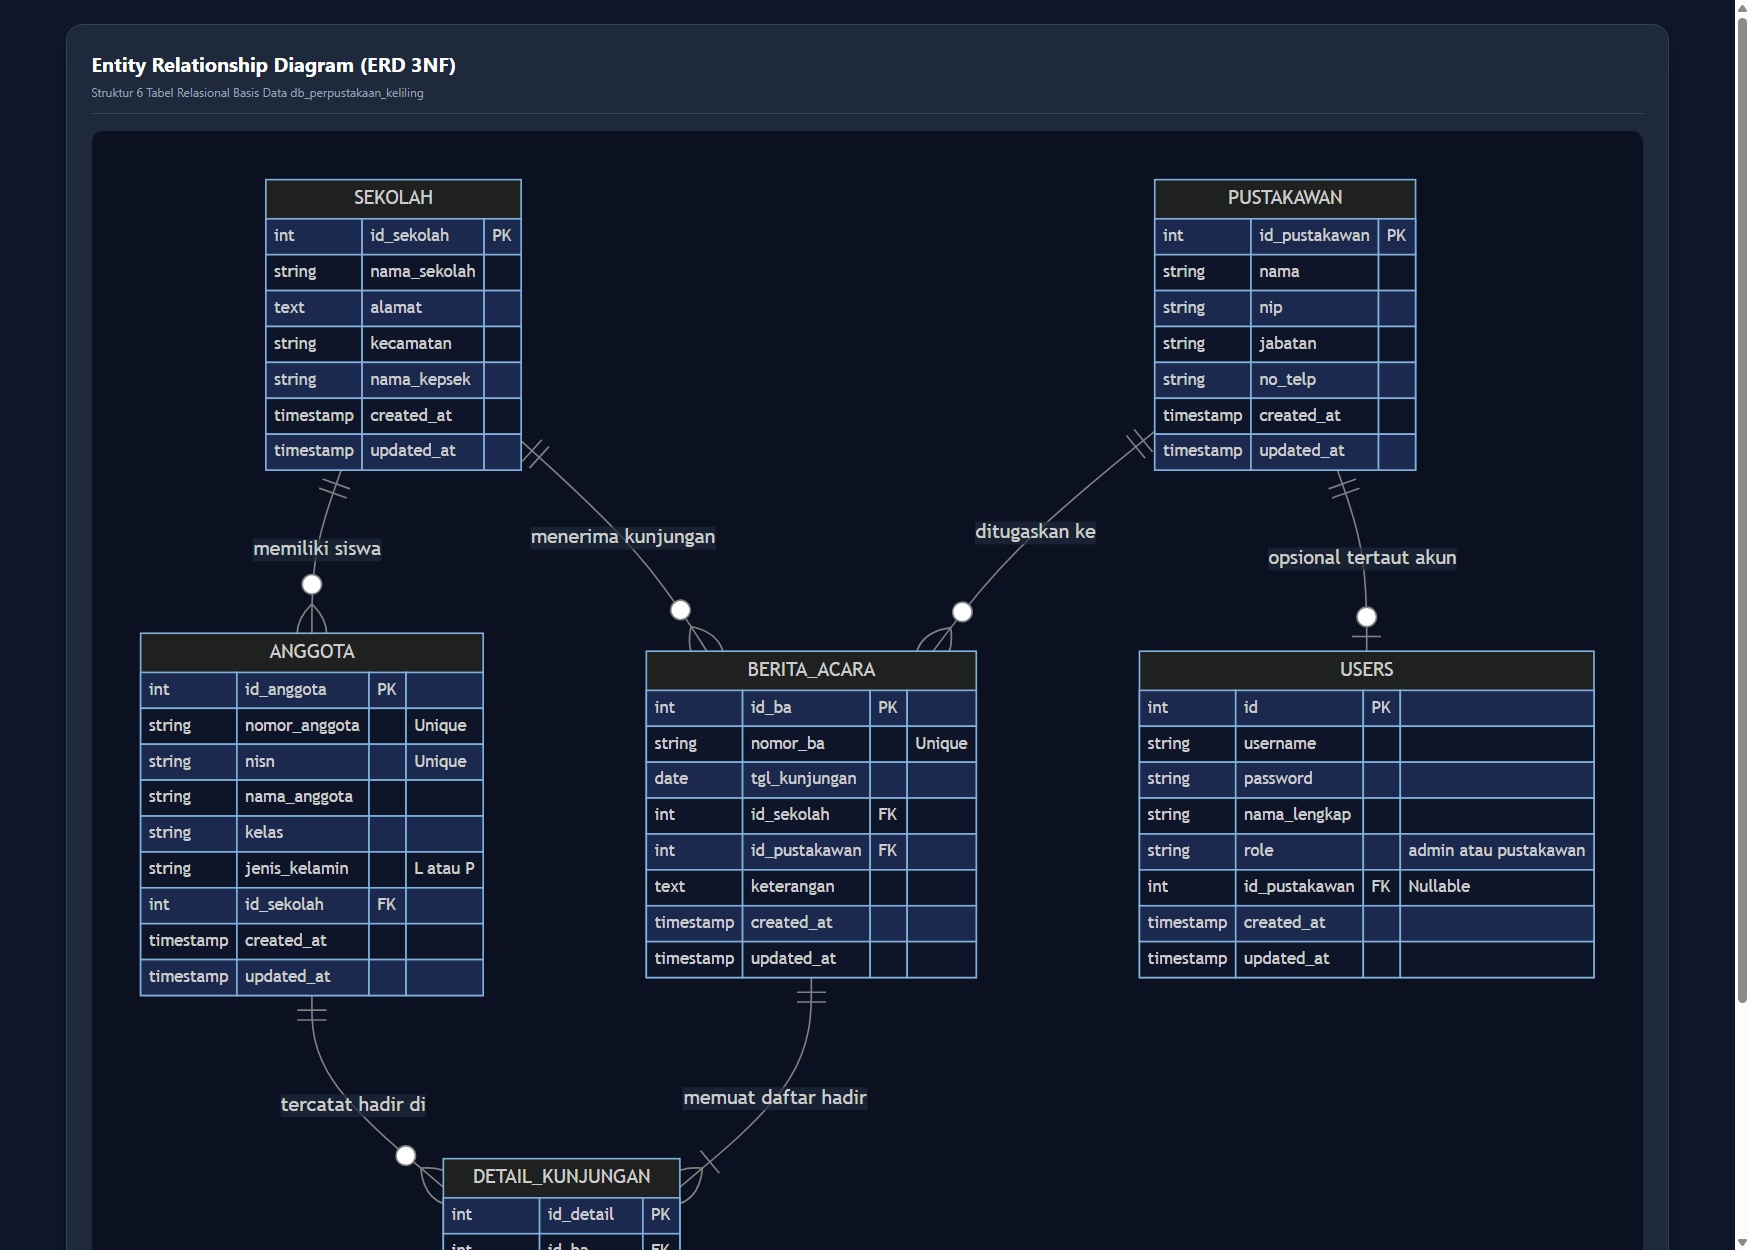 Entity Relationship Diagram (ERD 3NF)
Struktur 6 Tabel Relasional Basis Data db_perpustakaan_keliling
SEKOLAH
int id_sekolah PK
string nama_sekolah
text alamat
string kecamatan
string nama_kepsek
timestamp created_at
timestamp updated_at
PUSTAKAWAN
int id_pustakawan PK
string nama
string nip
string jabatan
string no_telp
timestamp created_at
timestamp updated_at
memiliki siswa
menerima kunjungan
ditugaskan ke
opsional tertaut akun
ANGGOTA
int id_anggota PK
string nomor_anggota Unique
string nisn Unique
string nama_anggota
string kelas
string jenis_kelamin L atau P
int id_sekolah FK
timestamp created_at
timestamp updated_at
BERITA_ACARA
int id_ba PK
string nomor_ba Unique
date tgl_kunjungan
int id_sekolah FK
int id_pustakawan FK
text keterangan
timestamp created_at
timestamp updated_at
USERS
int id PK
string username
string password
string nama_lengkap
string role admin atau pustakawan
int id_pustakawan FK Nullable
timestamp created_at
timestamp updated_at
tercatat hadir di
memuat daftar hadir
DETAIL_KUNJUNGAN
int id_detail PK
int id_ba FK